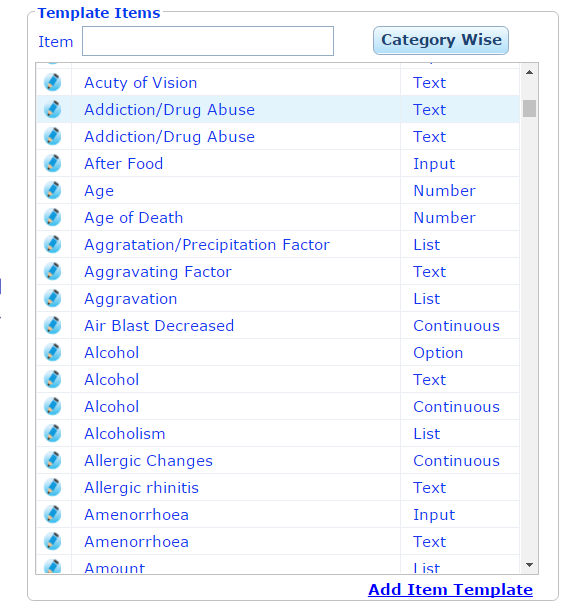 Template Items
Item Category Wise
Acuty of Vision Text
Addiction/Drug Abuse Text
Addiction/Drug Abuse Text
After Food Input
Age Number
Age of Death Number
Aggratation/Precipitation Factor List
Aggravating Factor Text
Aggravation List
Air Blast Decreased Continuous
Alcohol Option
Alcohol Text
Alcohol Continuous
Alcoholism List
Allergic Changes Continuous
Allergic rhinitis Text
Amenorrhoea Input
Amenorrhoea Text
Amount List
Add Item Template